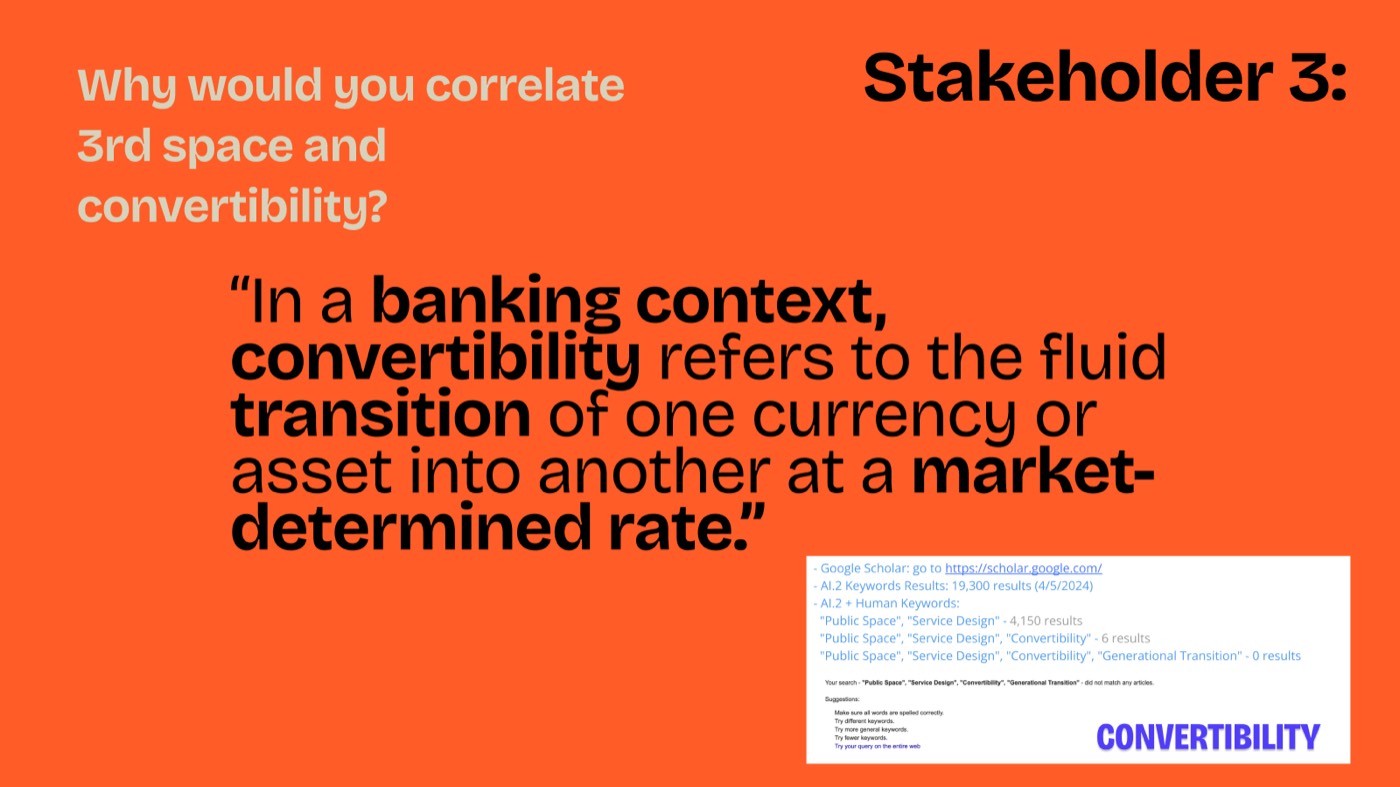 Why would you correlate
3rd space and
convertibility?
Stakeholder 3:
“In a banking context,
convertibility refers to the fluid
transition of one currency or
asset into another at a market-
determined rate.”
- Google Scholar: go to https://scholar.google.com/
- AI.2 Keywords Results: 19,300 results (4/5/2024)
- AI.2 + Human Keywords:
"Public Space", "Service Design" - 4,150 results
"Public Space", "Service Design", "Convertibility" - 6 results
"Public Space", "Service Design", "Convertibility", "Generational Transition" - 0 results
Your search - "Public Space", "Service Design", "Convertibility", "Generational Transition" - did not match any articles.
Suggestions:
Make sure all words are spelled correctly.
Try different keywords.
Try more general keywords.
Try fewer keywords.
Try your query on the entire web
CONVERTIBILITY